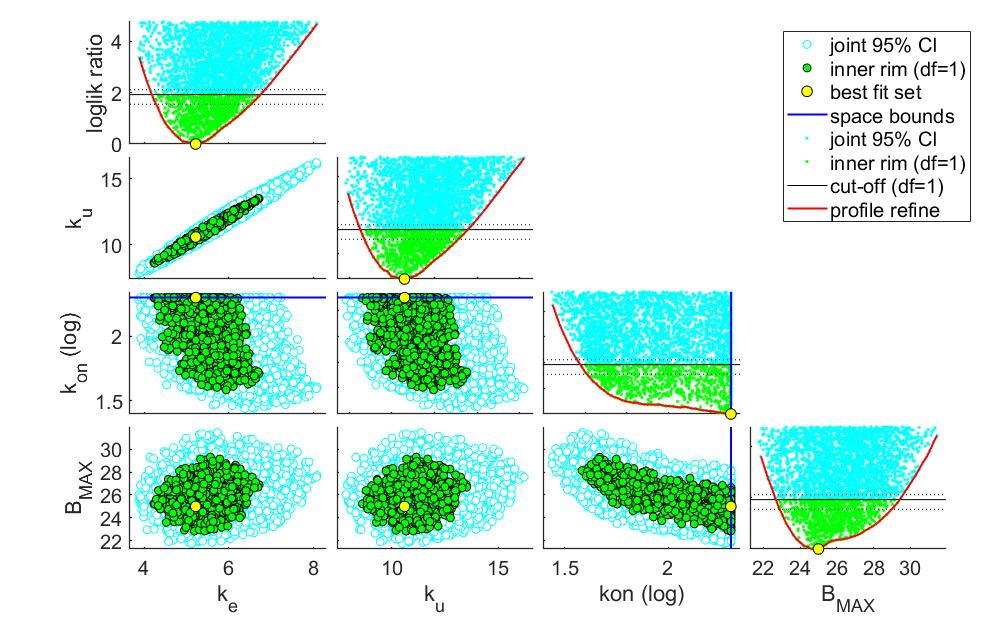 loglik ratio
4
2
0
joint 95% CI
inner rim (df=1)
best fit set
space bounds
joint 95% CI
inner rim (df=1)
cut-off (df=1)
profile refine
k_u
15
10
k_on (log)
2
1.5
B_MAX
30
28
26
24
22
4 6 8
10 15
1.5 2
22 24 26 28 30
k_e
k_u
kon (log)
B_MAX